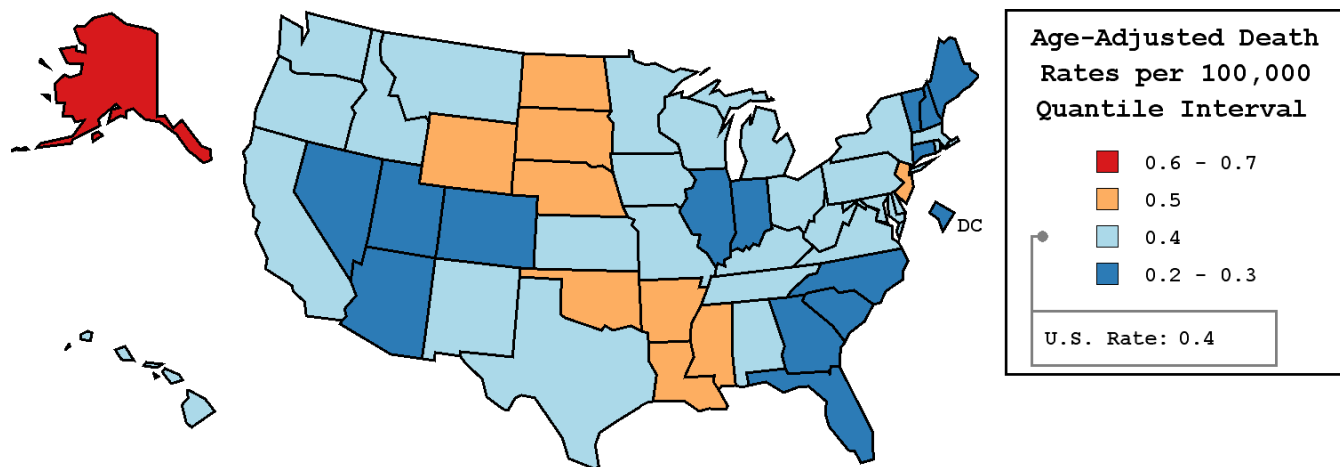 Age-Adjusted Death
Rates per 100,000
Quantile Interval
0.6 - 0.7
0.5
0.4
0.2 - 0.3
DC
U.S. Rate: 0.4